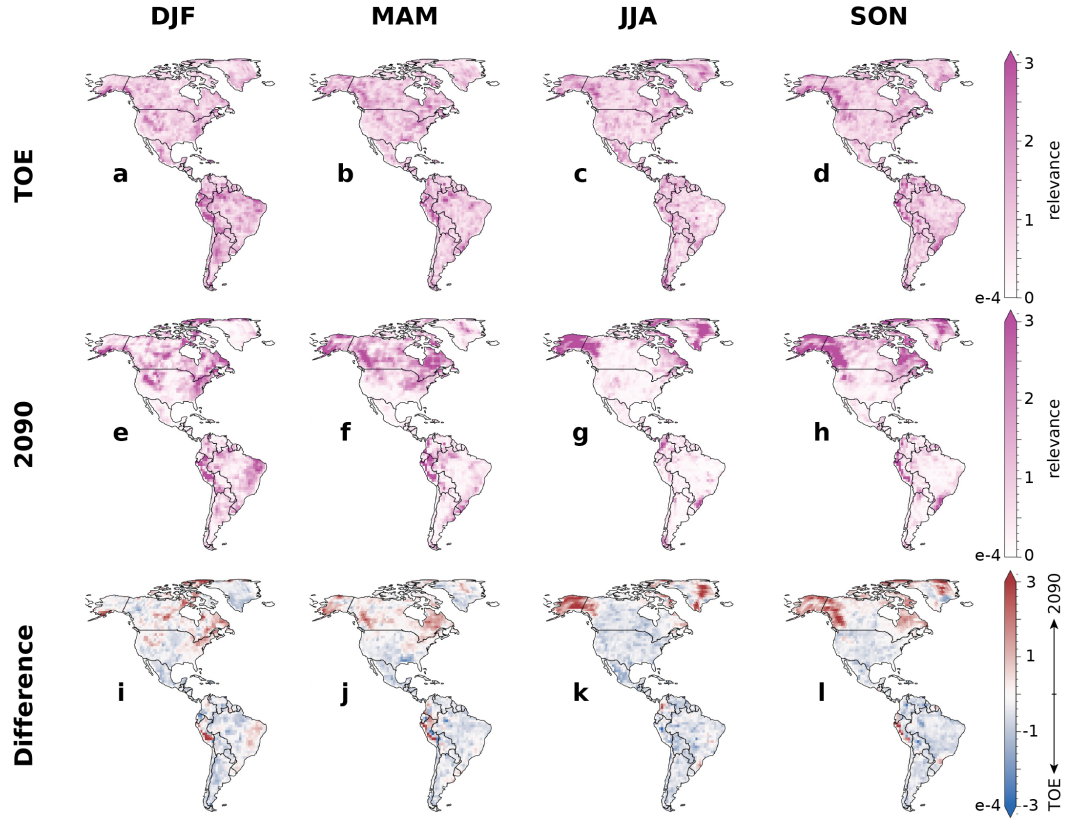 DJF MAM JJA SON
TOE
a b c d
3
2
1
0
e-4
relevance
2090
e f g h
3
2
1
0
e-4
relevance
Difference
i j k l
3
1
-1
-3
e-4
2090
TOE